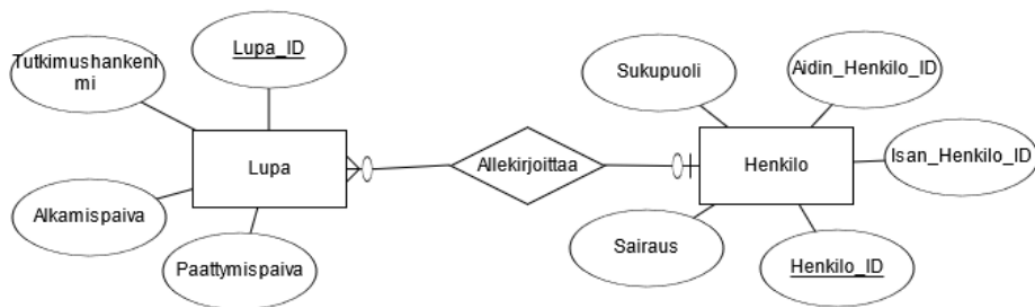 Tutkimushankeni
mi
Lupa_ID
Lupa
Alkamispaiva
Paattymispaiva
Allekirjoittaa
Sukupuoli
Aidin_Henkilo_ID
Isan_Henkilo_ID
Henkilo
Sairaus
Henkilo_ID